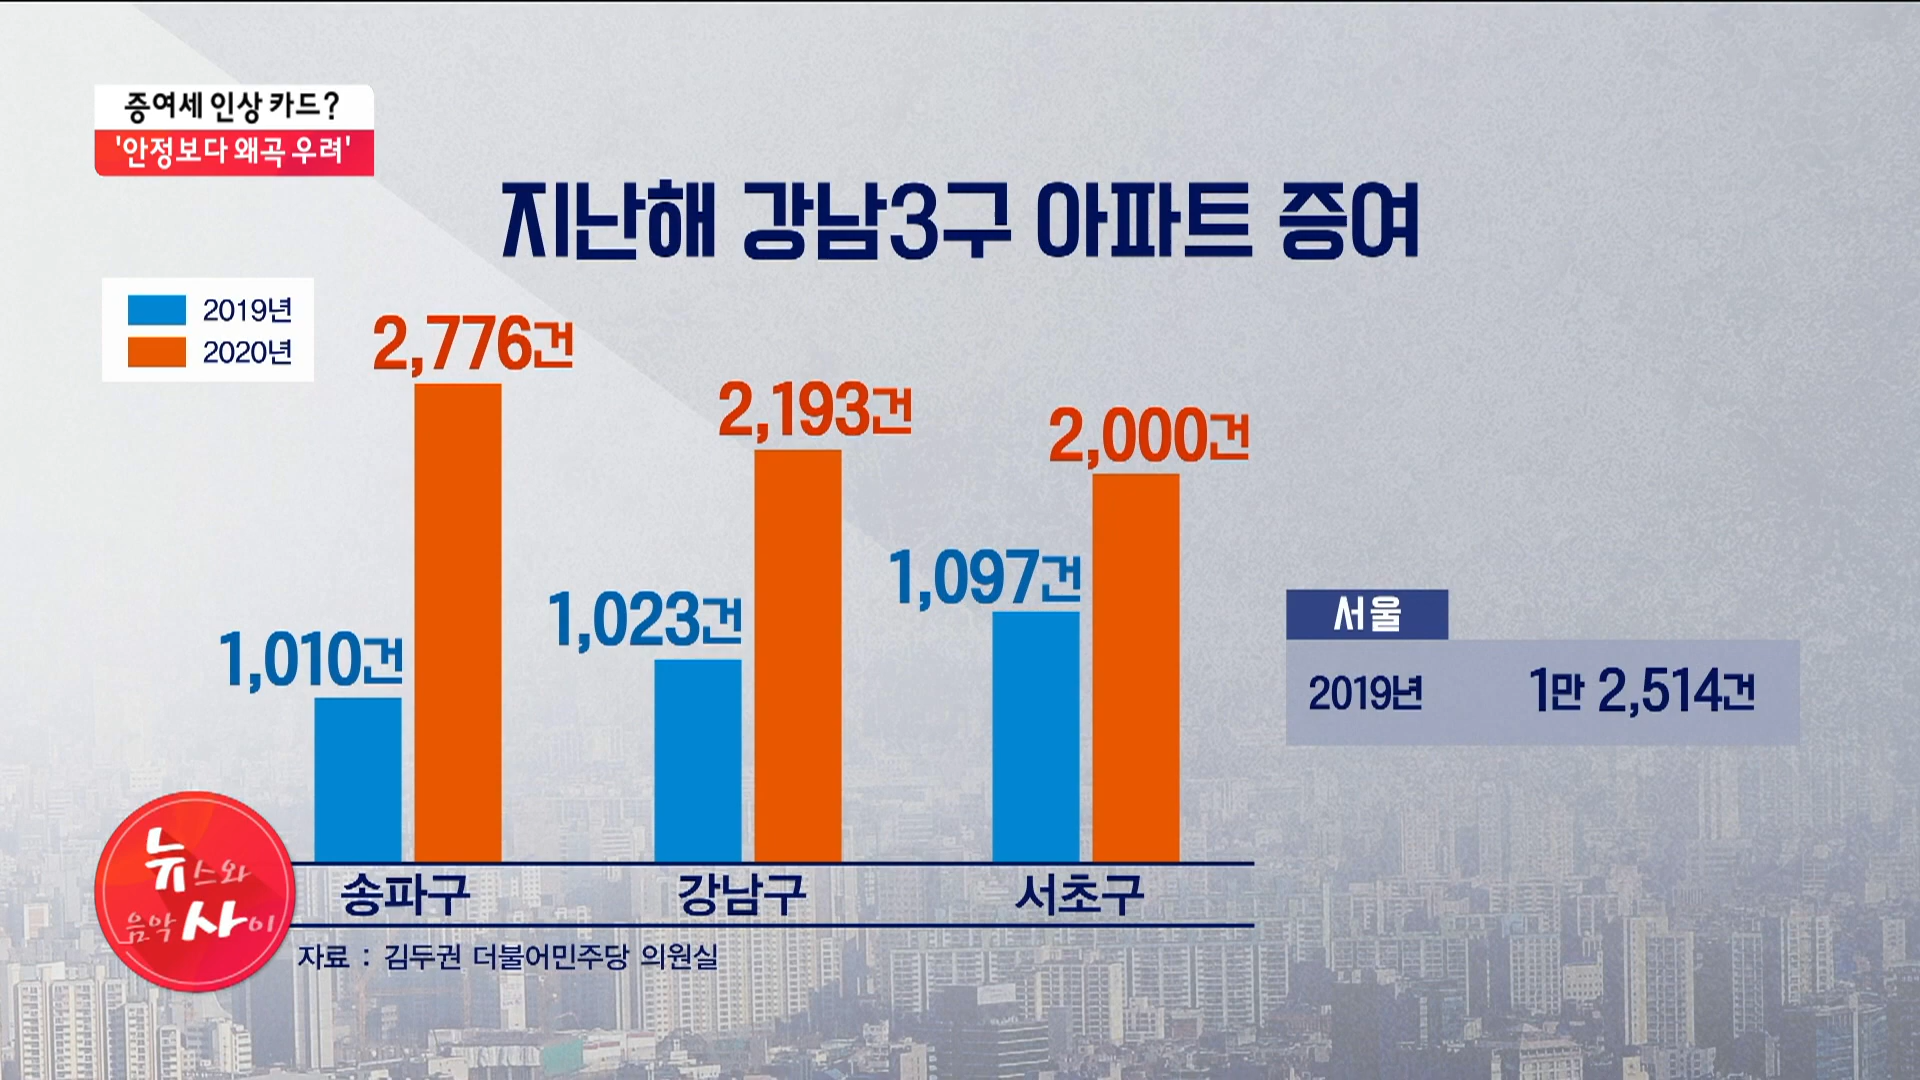 증여세 인상 카드?
'안정보다 왜곡 우려'
지난해 강남3구 아파트 증여
2019년
2020년
2,776건
2,193건
2,000건
1,010건
1,023건
1,097건
서울
2019년 1만 2,514건
송파구 강남구 서초구
자료 : 김두권 더불어민주당 의원실
뉴스와
음악 사이